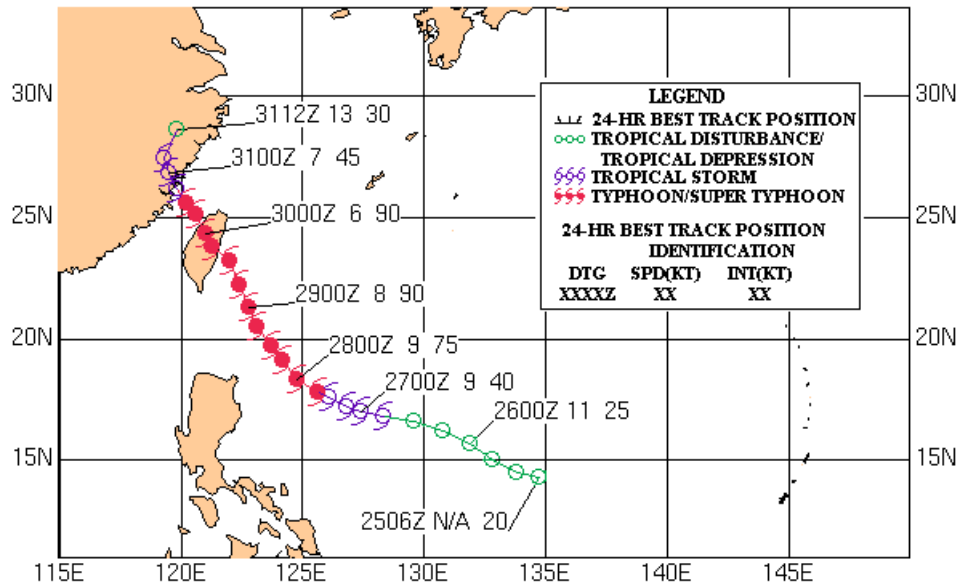 30N
30N
25N
25N
20N
20N
15N
15N
115E
120E
125E
130E
135E
140E
145E
3112Z 13 30
3100Z 7 45
3000Z 6 90
2900Z 8 90
2800Z 9 75
2700Z 9 40
2600Z 11 25
2506Z N/A 20
LEGEND
24-HR BEST TRACK POSITION
TROPICAL DISTURBANCE/
TROPICAL DEPRESSION
TROPICAL STORM
TYPHOON/SUPER TYPHOON
24-HR BEST TRACK POSITION
IDENTIFICATION
DTG SPD(KT) INT(KT)
XXXXZ XX XX